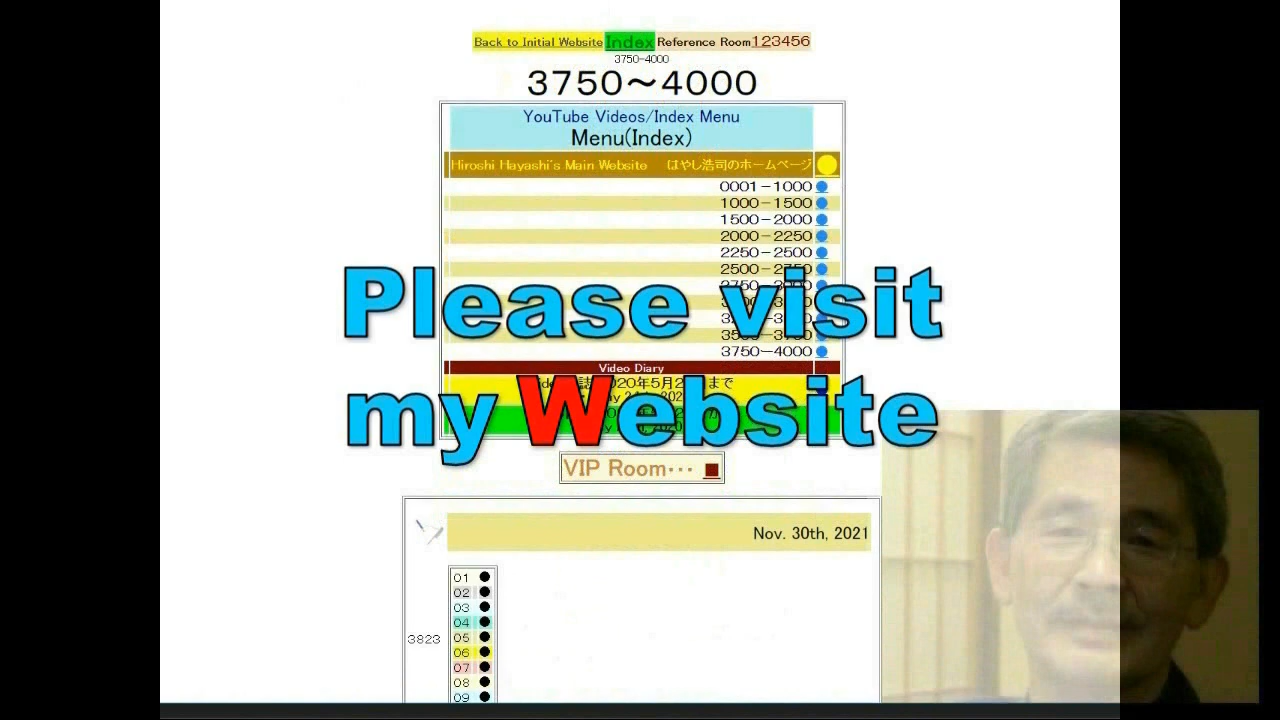 Back to Initial Website Index Reference Room123456
3750-4000
3750～4000
YouTube Videos/Index Menu
Menu(Index)
Hiroshi Hayashi's Main Website はやし浩司のホームページ
0001－1000
1000－1500
1500－2000
2000－2250
2250－2500
2500－2750
3750－4000
Please visit
my Website
Video Diary
VIP Room･･･
Nov. 30th, 2021
3823
01
02
03
04
05
06
07
08
09